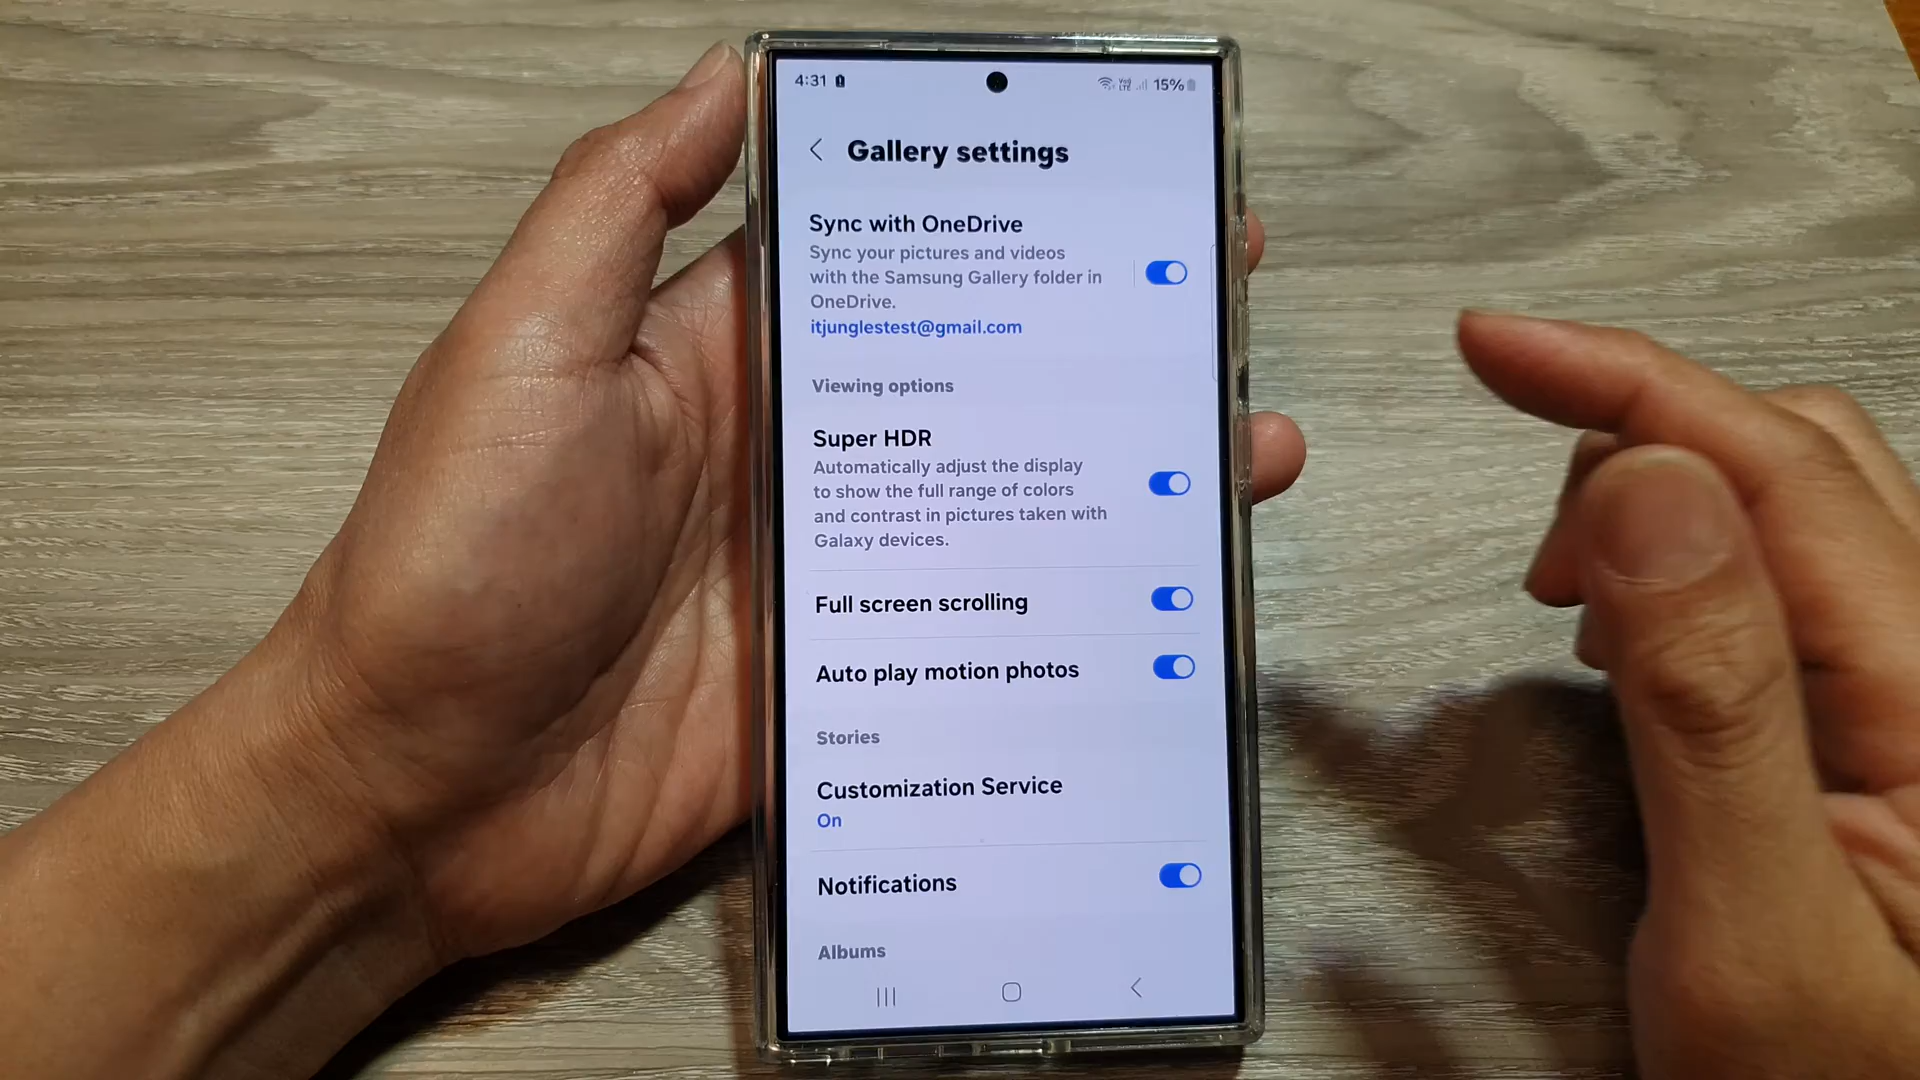 4:31
VoLTE 15%
Gallery settings
Sync with OneDrive
Sync your pictures and videos
with the Samsung Gallery folder in
OneDrive.
itjunglestest@gmail.com
Viewing options
Super HDR
Automatically adjust the display
to show the full range of colors
and contrast in pictures taken with
Galaxy devices.
Full screen scrolling
Auto play motion photos
Stories
Customization Service
On
Notifications
Albums